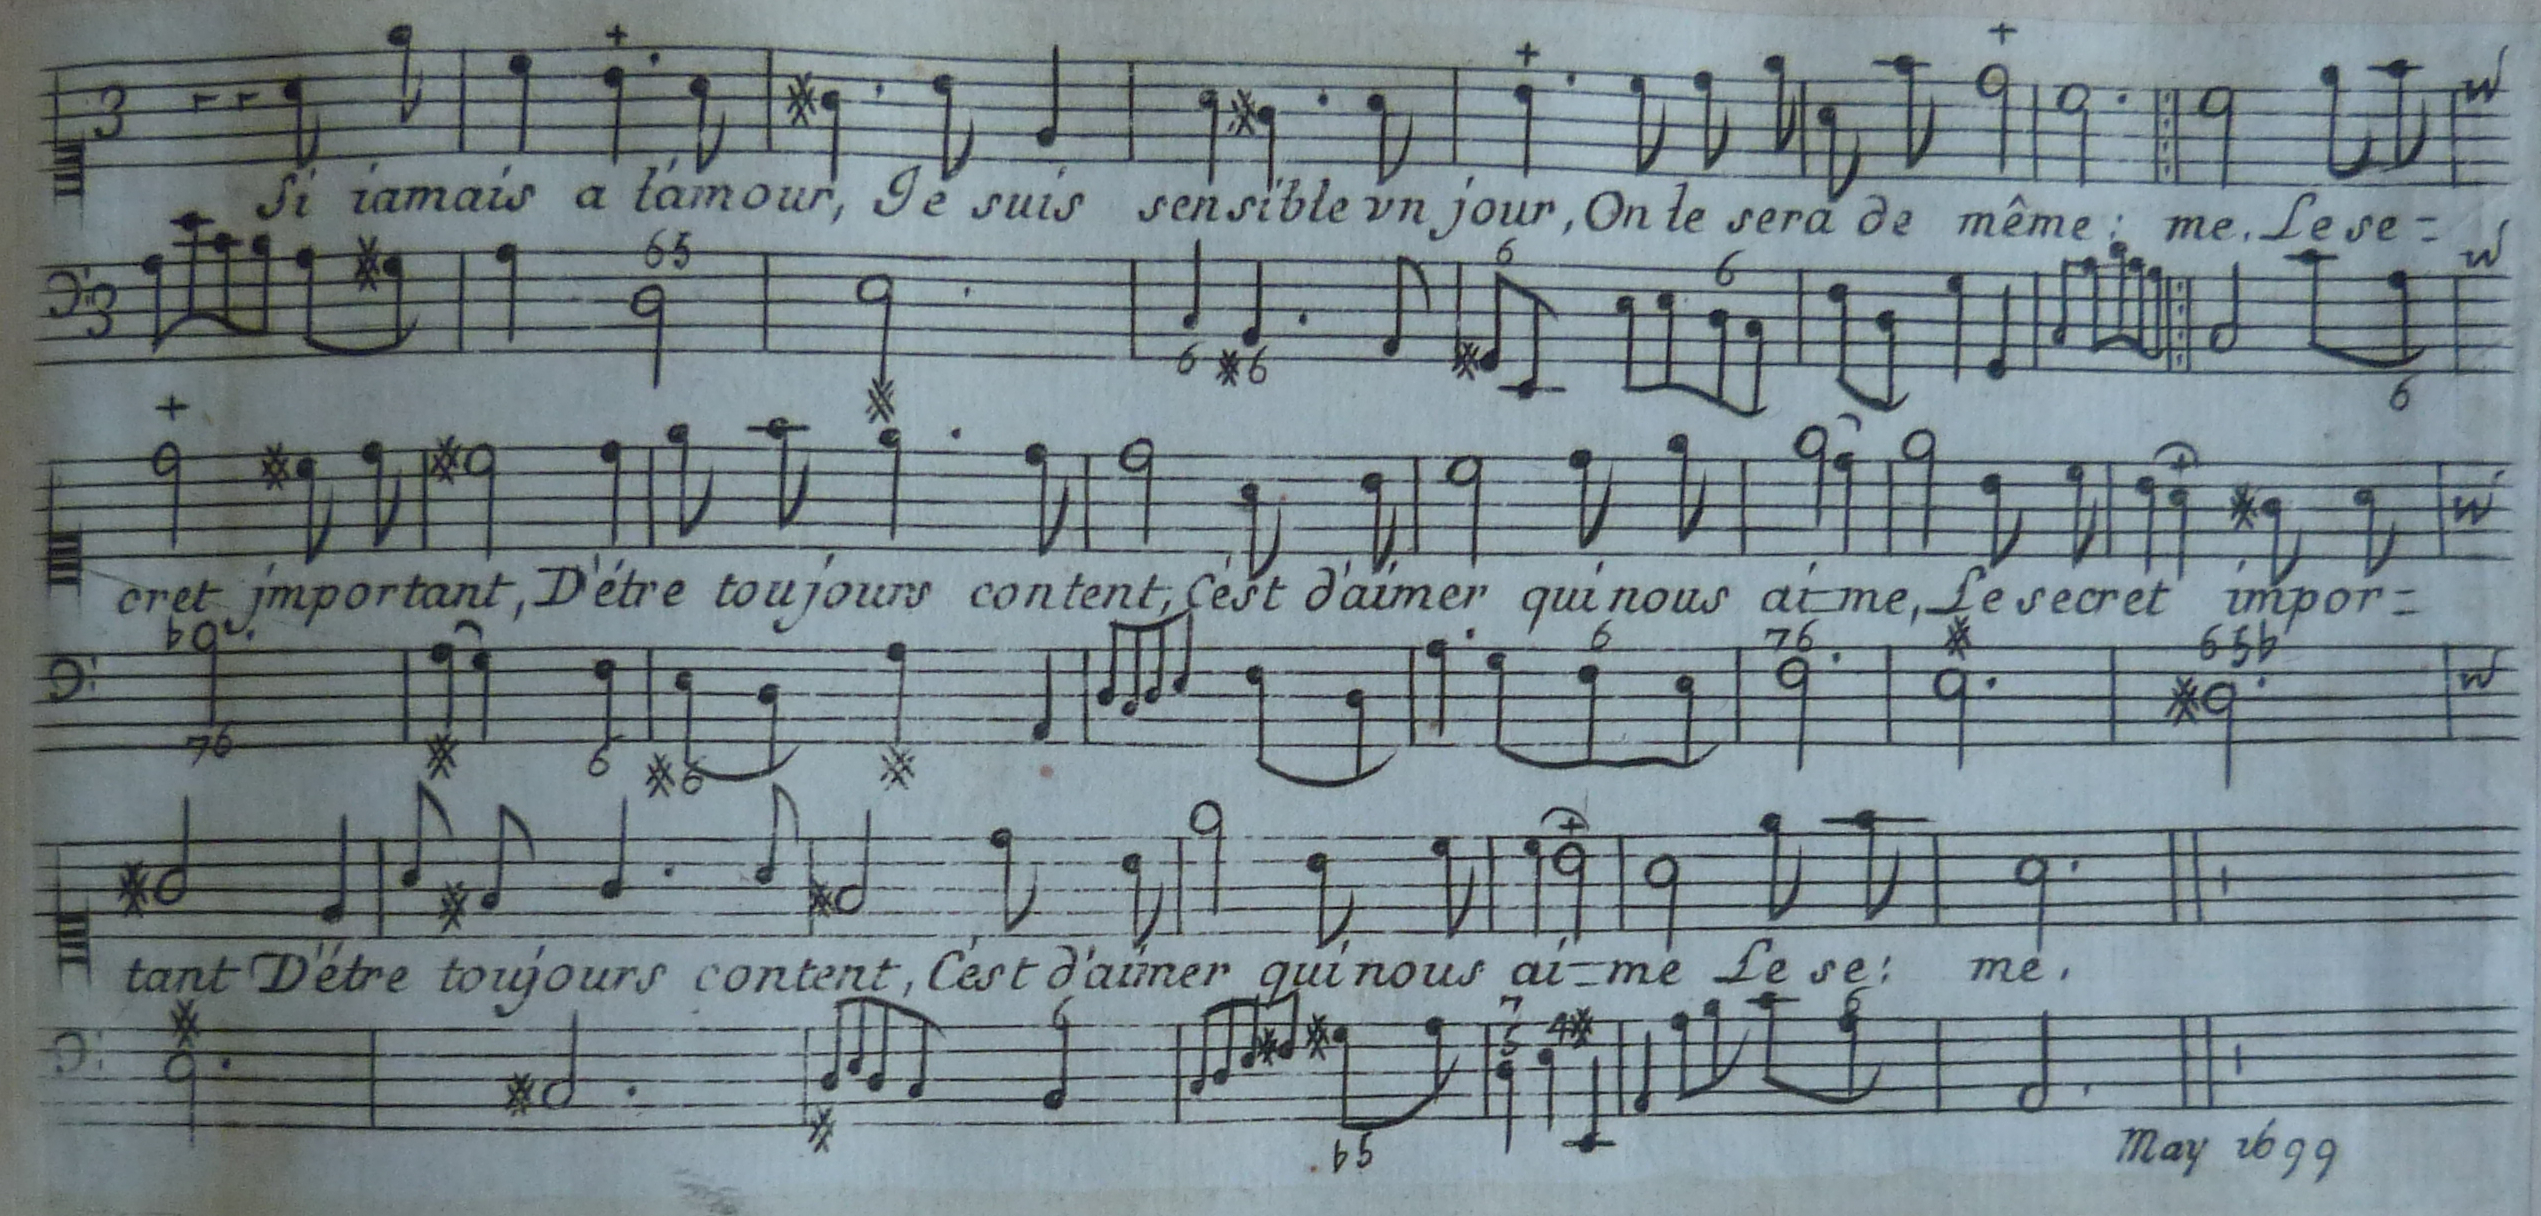 Si iamais a l'amour, Je suis sensible vn jour, On le sera de même: me. Le se=
cret jmportant, D'étre toujours content, C'est d'aimer qui nous ai-me, Le secret impor=
tant D'étre toujours content, C'est d'aimer qui nous ai-me Le se: me.
May 1699